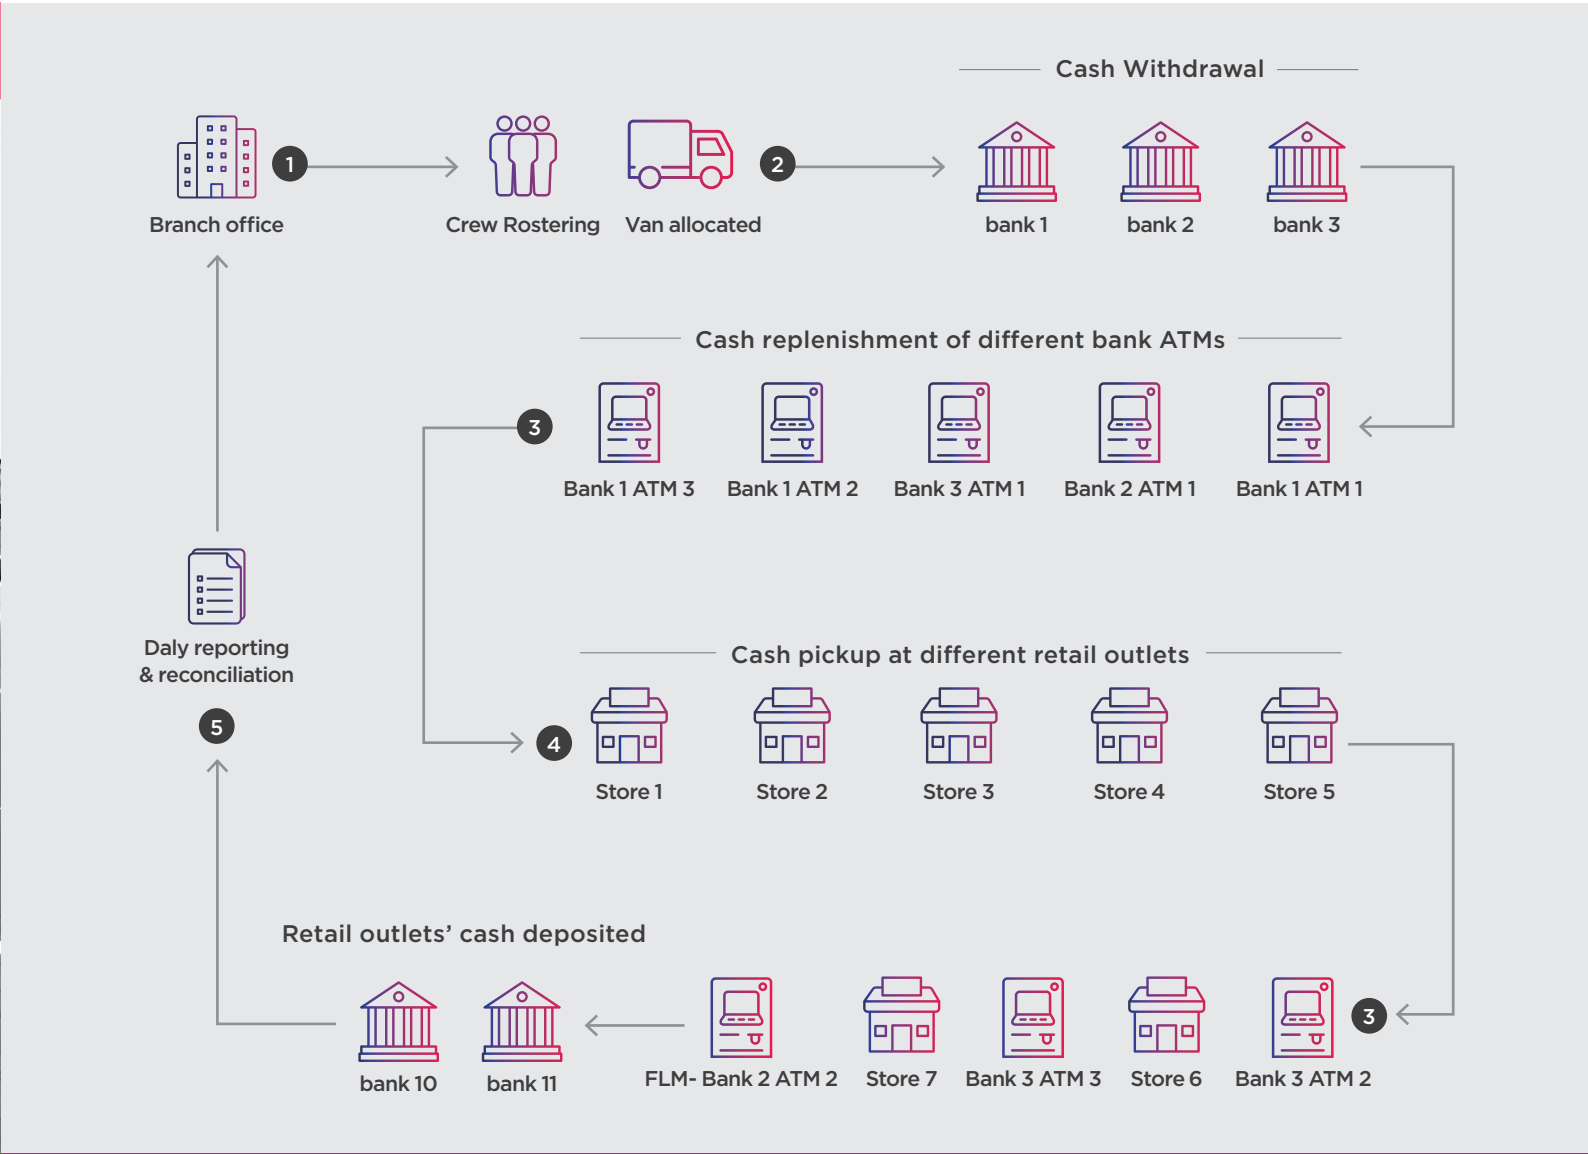 Cash Withdrawal
1
2
Branch office
Crew Rostering
Van allocated
bank 1
bank 2
bank 3
Cash replenishment of different bank ATMs
3
Bank 1 ATM 3
Bank 1 ATM 2
Bank 3 ATM 1
Bank 2 ATM 1
Bank 1 ATM 1
Daly reporting
& reconciliation
5
Cash pickup at different retail outlets
4
Store 1
Store 2
Store 3
Store 4
Store 5
Retail outlets’ cash deposited
3
bank 10
bank 11
FLM- Bank 2 ATM 2
Store 7
Bank 3 ATM 3
Store 6
Bank 3 ATM 2